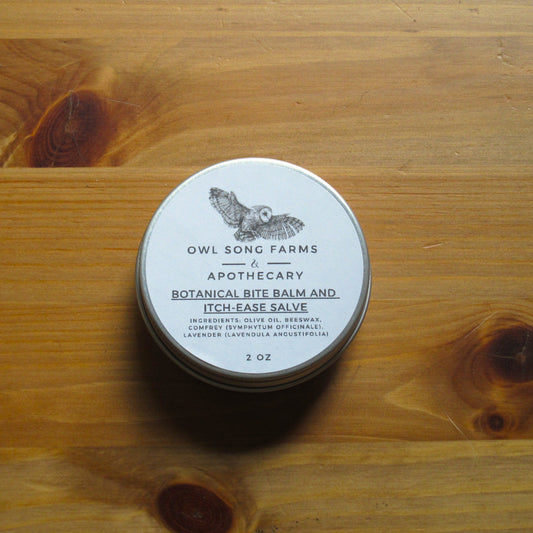 OWL SONG FARMS
&
APOTHECARY
BOTANICAL BITE BALM AND
ITCH-EASE SALVE
INGREDIENTS: OLIVE OIL, BEESWAX,
COMFREY (SYMPHYTUM OFFICINALE),
LAVENDER (LAVENDULA ANGUSTIFOLIA)
2 OZ